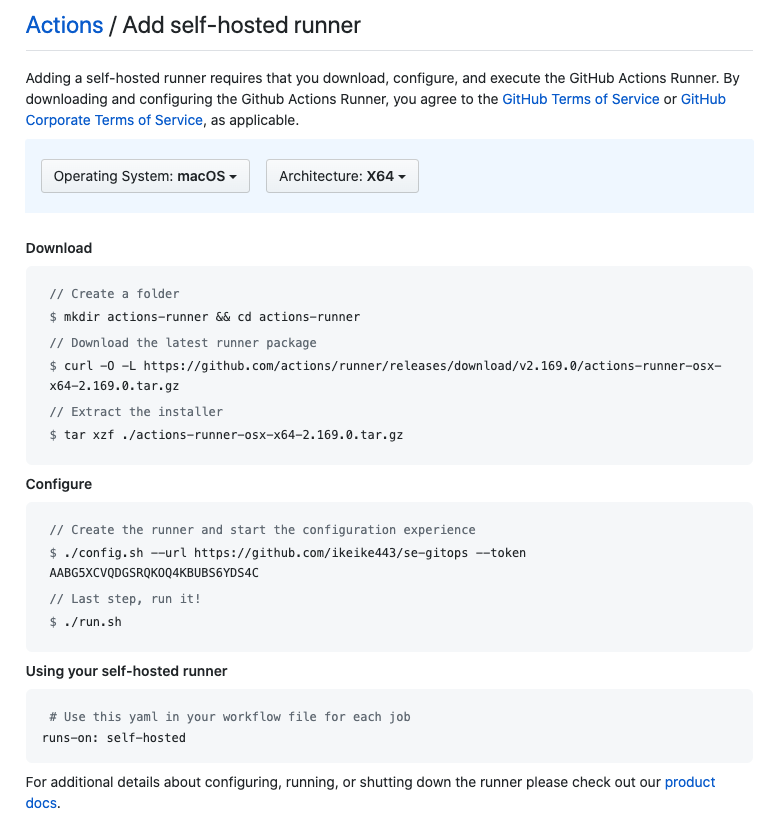 Actions / Add self-hosted runner
Adding a self-hosted runner requires that you download, configure, and execute the GitHub Actions Runner. By
downloading and configuring the Github Actions Runner, you agree to the GitHub Terms of Service or GitHub
Corporate Terms of Service, as applicable.
Operating System: macOS Architecture: X64
Download
// Create a folder
$ mkdir actions-runner && cd actions-runner
// Download the latest runner package
$ curl -O -L https://github.com/actions/runner/releases/download/v2.169.0/actions-runner-osx-
x64-2.169.0.tar.gz
// Extract the installer
$ tar xzf ./actions-runner-osx-x64-2.169.0.tar.gz
Configure
// Create the runner and start the configuration experience
$ ./config.sh --url https://github.com/ikeike443/se-gitops --token
AABG5XCVQDGSRQKOQ4KBUBS6YDS4C
// Last step, run it!
$ ./run.sh
Using your self-hosted runner
# Use this yaml in your workflow file for each job
runs-on: self-hosted
For additional details about configuring, running, or shutting down the runner please check out our product
docs.